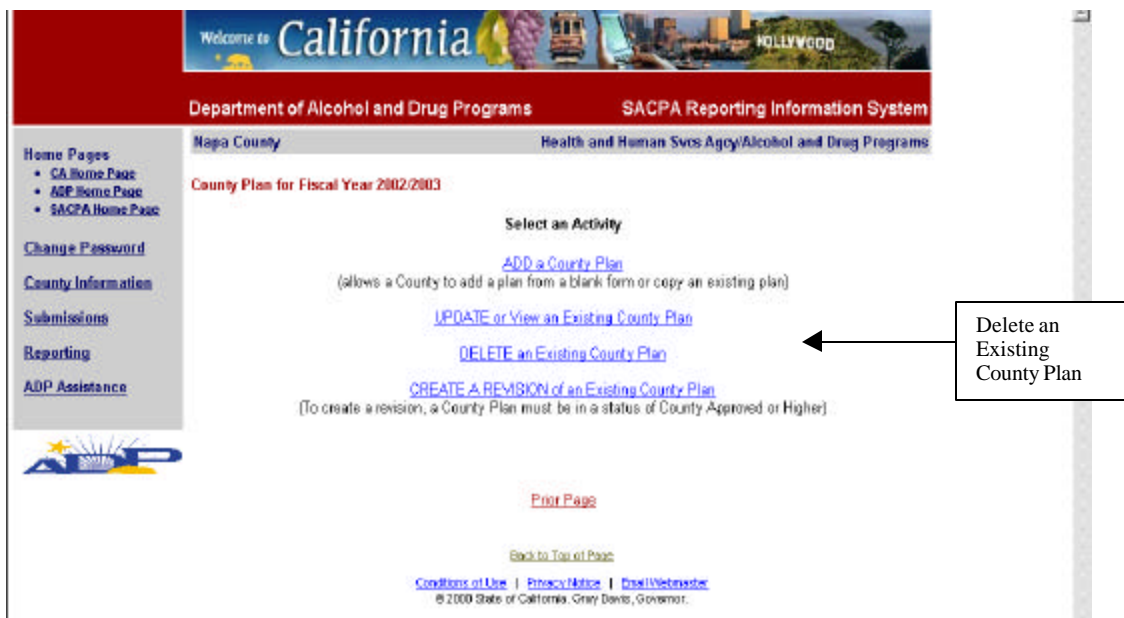 Welcome to California
HOLLYWOOD
Department of Alcohol and Drug Programs SACPA Reporting Information System
Napa County Health and Human Svcs Agcy/Alcohol and Drug Programs
Home Pages
• CA Home Page
• ADP Home Page
• SACPA Home Page
Change Password
County Information
Submissions
Reporting
ADP Assistance
ADP
County Plan for Fiscal Year 2002/2003
Select an Activity
ADD a County Plan
(allows a County to add a plan from a blank form or copy an existing plan)
UPDATE or View an Existing County Plan
DELETE an Existing County Plan
CREATE A REVISION of an Existing County Plan
(To create a revision, a County Plan must be in a status of County Approved or Higher)
Delete an
Existing
County Plan
Prior Page
Back to Top of Page
Conditions of Use | Privacy Notice | Email Webmaster
© 2000 State of California. Gray Davis, Governor.